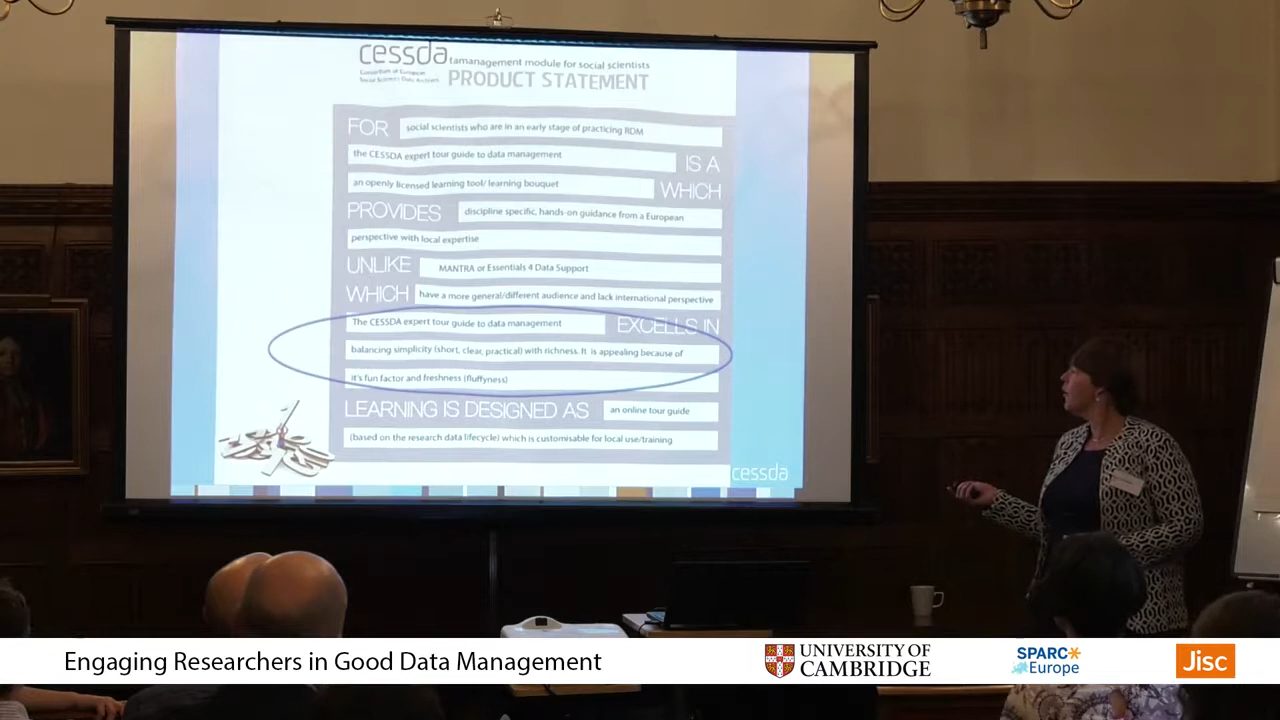 cessda
Consortium of European
Social Science Data Archives
tamanagement module for social scientists
PRODUCT STATEMENT
FOR social scientists who are in an early stage of practicing RDM
the CESSDA expert tour guide to data management IS A
an openly licensed learning tool/ learning bouquet WHICH
PROVIDES discipline specific, hands-on guidance from a European
perspective with local expertise
UNLIKE MANTRA or Essentials 4 Data Support
WHICH have a more general/different audience and lack international perspective
The CESSDA expert tour guide to data management EXCELLS IN
balancing simplicity (short, clear, practical) with richness. It is appealing because of
it's fun factor and freshness (fluffyness)
LEARNING IS DESIGNED AS an online tour guide
(based on the research data lifecycle) which is customisable for local use/training
cessda
Engaging Researchers in Good Data Management
UNIVERSITY OF
CAMBRIDGE
SPARC*
Europe
Jisc